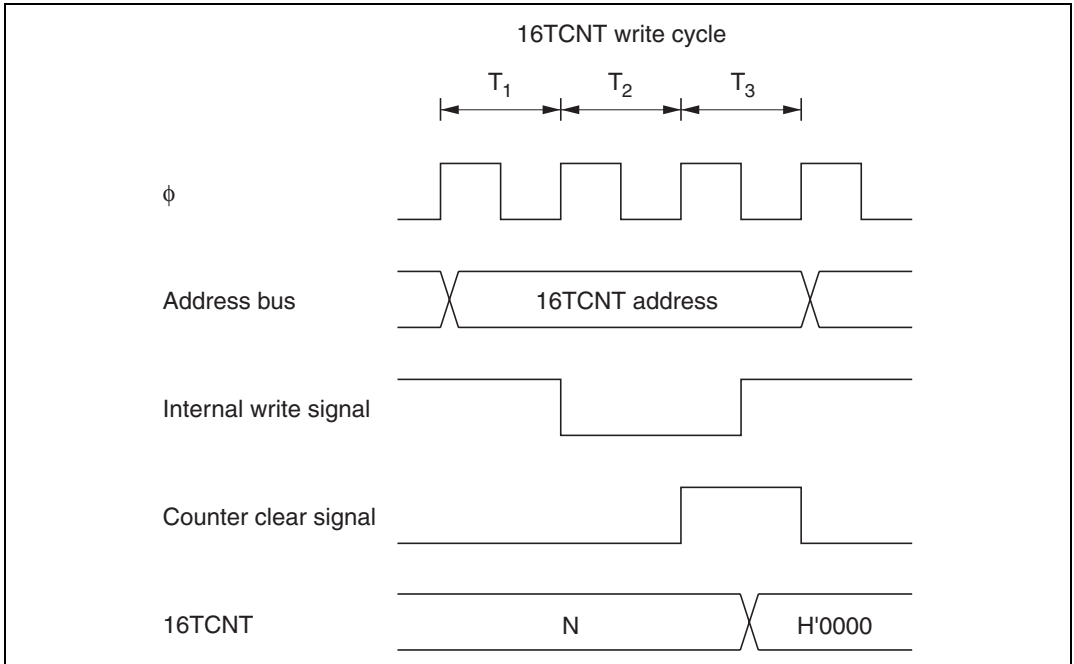 16TCNT write cycle
T1 T2 T3
φ
Address bus 16TCNT address
Internal write signal
Counter clear signal
16TCNT N H'0000